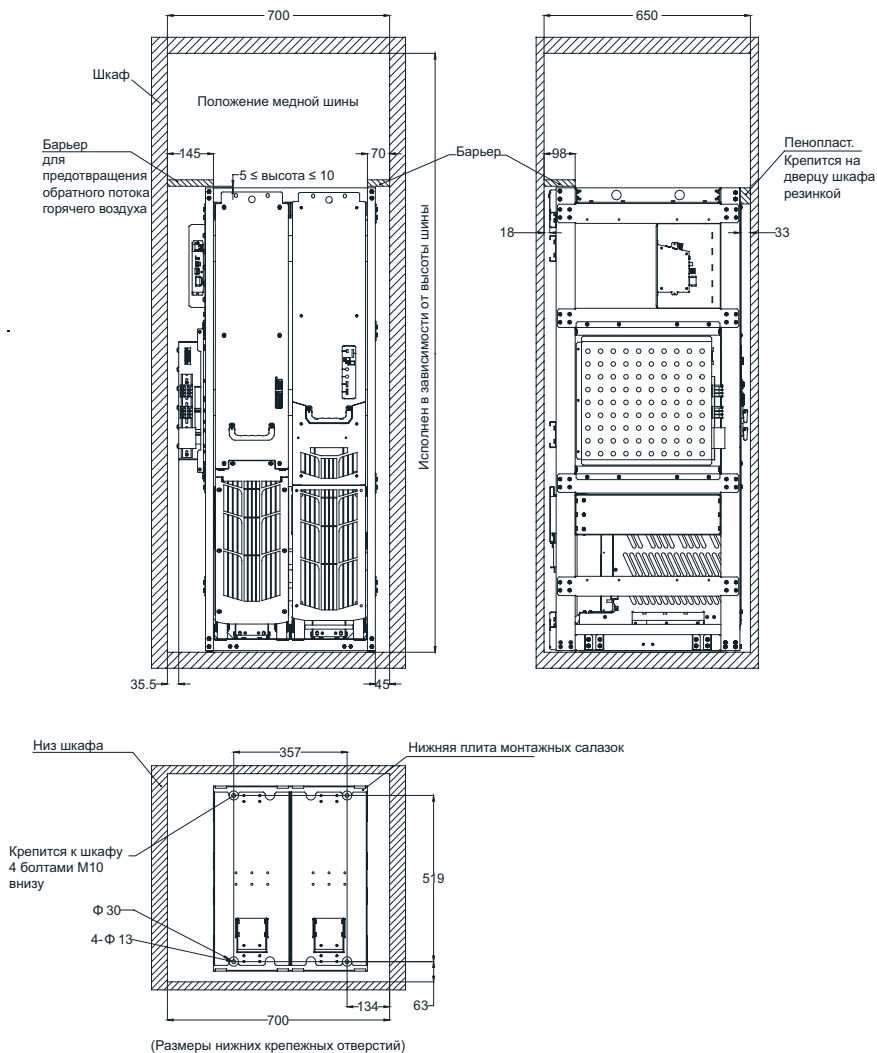 700
650
Шкаф
Положение медной шины
Барьер
для
предотвращения
обратного потока
горячего воздуха
145
5 ≤ высота ≤ 10
70
Барьер
98
Пенопласт.
Крепится на
дверцу шкафа
резинкой
18
33
Исполнен в зависимости от высоты шины
35.5
45
Низ шкафа
357
Нижняя плита монтажных салазок
Крепится к шкафу
4 болтами М10
внизу
519
Ф 30
4-Ф 13
134
63
700
(Размеры нижних крепежных отверстий)